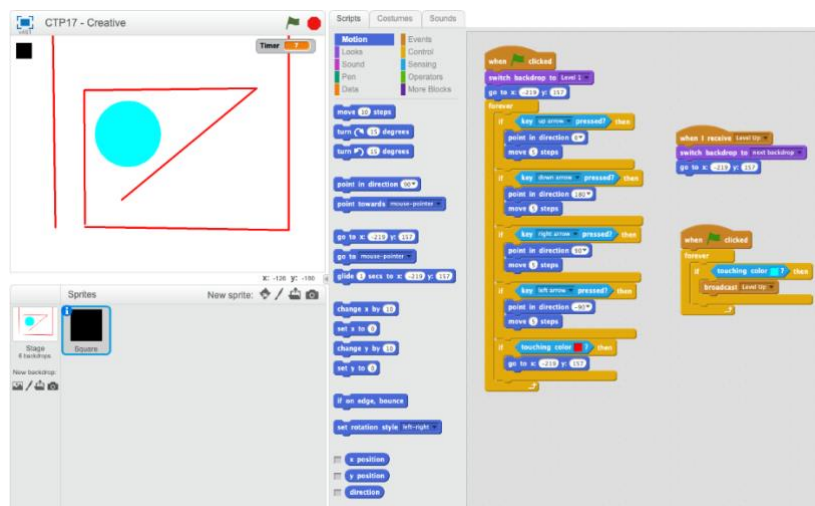 CTP17 - Creative
v461
Timer 7
X: -126 Y: -180
Sprites
New sprite:
Stage
6 backdrops
New backdrop:
Square
Scripts
Costumes
Sounds
Motion
Looks
Sound
Pen
Data
Events
Control
Sensing
Operators
More Blocks
move 10 steps
turn 15 degrees
turn 15 degrees
point in direction 90
point towards mouse-pointer
go to x: -219 y: 157
go to mouse-pointer
glide 1 secs to x: -219 y: 157
change x by 10
set x to 0
change y by 10
set y to 0
if on edge, bounce
set rotation style left-right
x position
y position
direction
when clicked
switch backdrop to Level 1
go to x: -219 y: 157
forever
if key up arrow pressed? then
point in direction 0
move 5 steps
if key down arrow pressed? then
point in direction 180
move 5 steps
if key right arrow pressed? then
point in direction 90
move 5 steps
if key left arrow pressed? then
point in direction -90
move 5 steps
if touching color ? then
go to x: -219 y: 157
when I receive Level Up
switch backdrop to next backdrop
go to x: -219 y: 157
when clicked
forever
if touching color ? then
broadcast Level Up